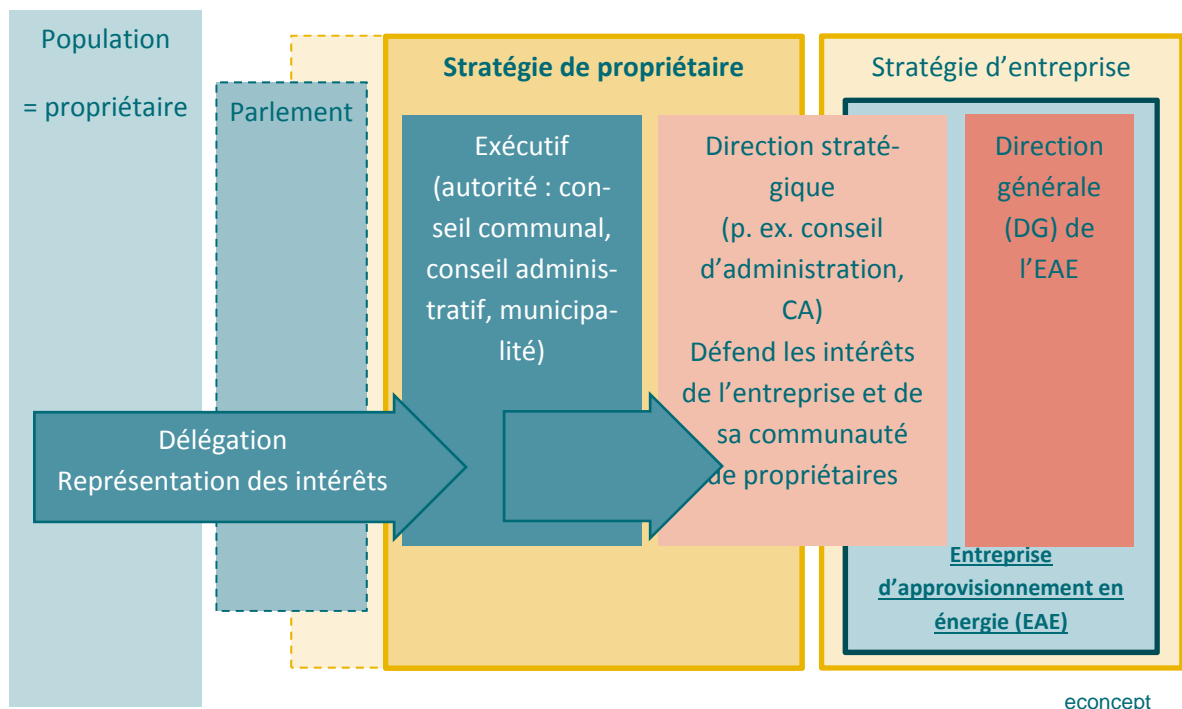 Population
= propriétaire
Parlement
Stratégie de propriétaire
Exécutif
(autorité : con-
seil communal,
conseil adminis-
tratif, municipa-
lité)
Direction straté-
gique
(p. ex. conseil
d’administration,
CA)
Défend les intérêts
de l’entreprise et de
sa communauté
de propriétaires
Stratégie d’entreprise
Direction
générale
(DG) de
l’EAE
Entreprise
d’approvisionnement en
énergie (EAE)
Délégation
Représentation des intérêts
econcept